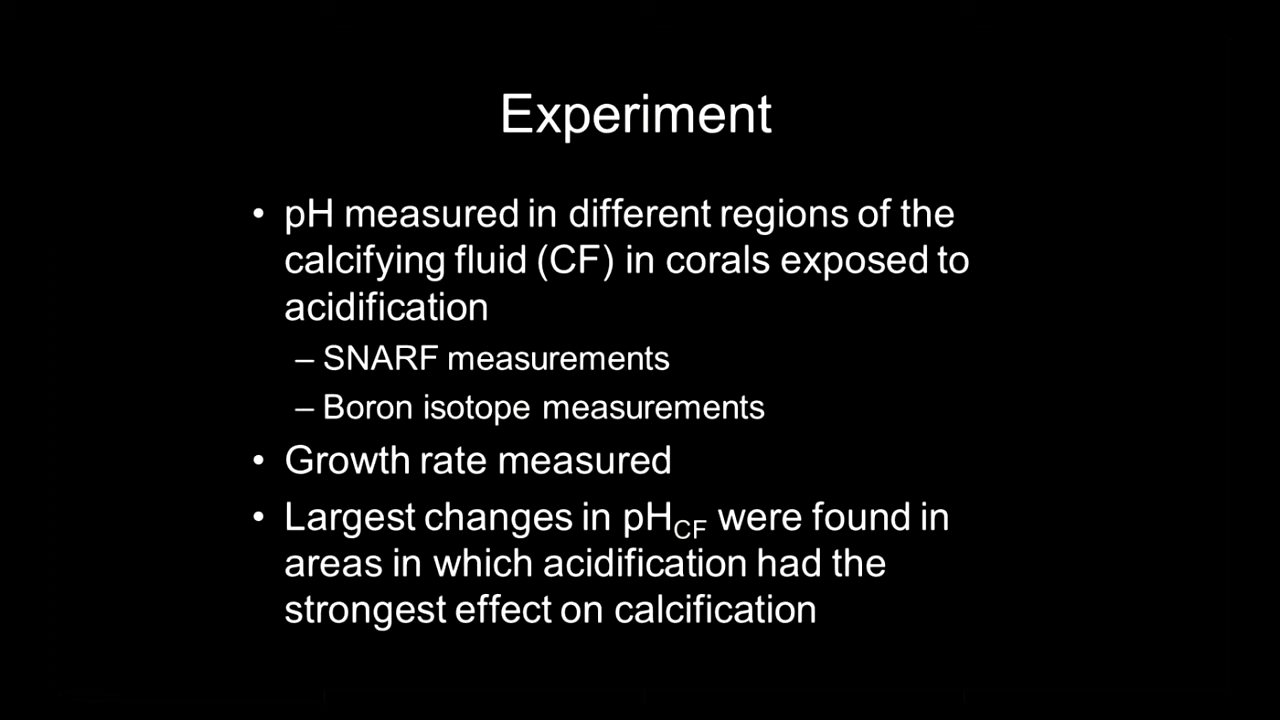 Experiment
• pH measured in different regions of the
calcifying fluid (CF) in corals exposed to
acidification
– SNARF measurements
– Boron isotope measurements
• Growth rate measured
• Largest changes in pHCF were found in
areas in which acidification had the
strongest effect on calcification